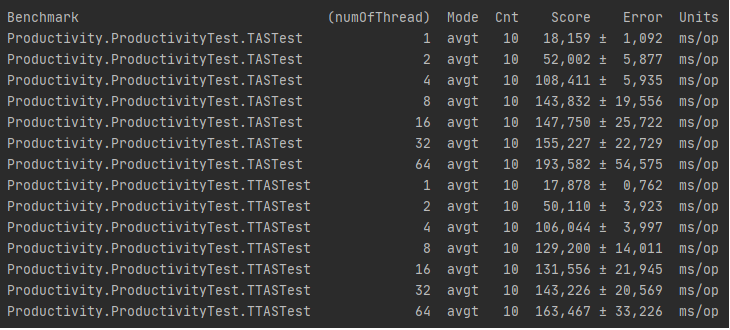 Benchmark (numOfThread) Mode Cnt Score Error Units
Productivity.ProductivityTest.TASTest 1 avgt 10 18,159 ± 1,092 ms/op
Productivity.ProductivityTest.TASTest 2 avgt 10 52,002 ± 5,877 ms/op
Productivity.ProductivityTest.TASTest 4 avgt 10 108,411 ± 5,935 ms/op
Productivity.ProductivityTest.TASTest 8 avgt 10 143,832 ± 19,556 ms/op
Productivity.ProductivityTest.TASTest 16 avgt 10 147,750 ± 25,722 ms/op
Productivity.ProductivityTest.TASTest 32 avgt 10 155,227 ± 22,729 ms/op
Productivity.ProductivityTest.TASTest 64 avgt 10 193,582 ± 54,575 ms/op
Productivity.ProductivityTest.TTASTest 1 avgt 10 17,878 ± 0,762 ms/op
Productivity.ProductivityTest.TTASTest 2 avgt 10 50,110 ± 3,923 ms/op
Productivity.ProductivityTest.TTASTest 4 avgt 10 106,044 ± 3,997 ms/op
Productivity.ProductivityTest.TTASTest 8 avgt 10 129,200 ± 14,011 ms/op
Productivity.ProductivityTest.TTASTest 16 avgt 10 131,556 ± 21,945 ms/op
Productivity.ProductivityTest.TTASTest 32 avgt 10 143,226 ± 20,569 ms/op
Productivity.ProductivityTest.TTASTest 64 avgt 10 163,467 ± 33,226 ms/op